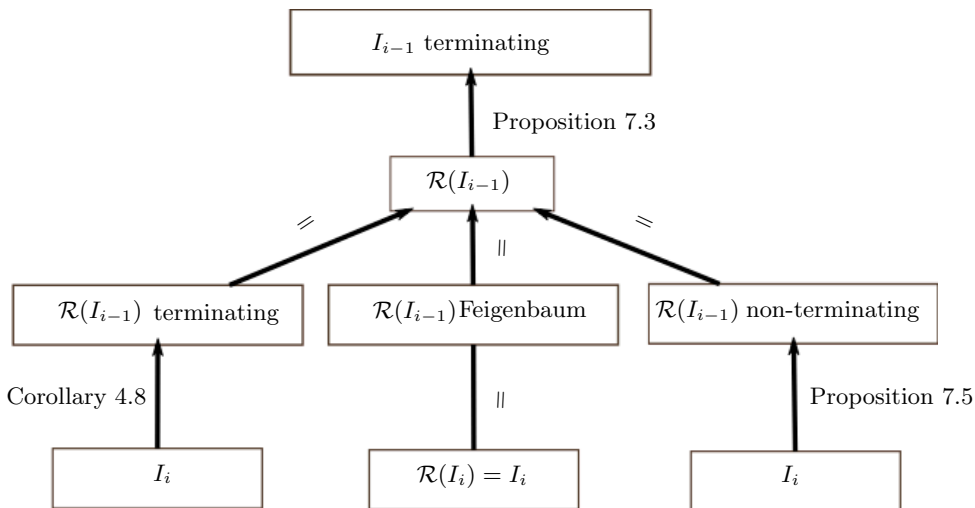 I_{i−1} terminating
Proposition 7.3
ℛ(I_{i−1})
= || =
ℛ(I_{i−1}) terminating
ℛ(I_{i−1}) Feigenbaum
ℛ(I_{i−1}) non-terminating
Corollary 4.8
||
Proposition 7.5
I_i
ℛ(I_i) = I_i
I_i